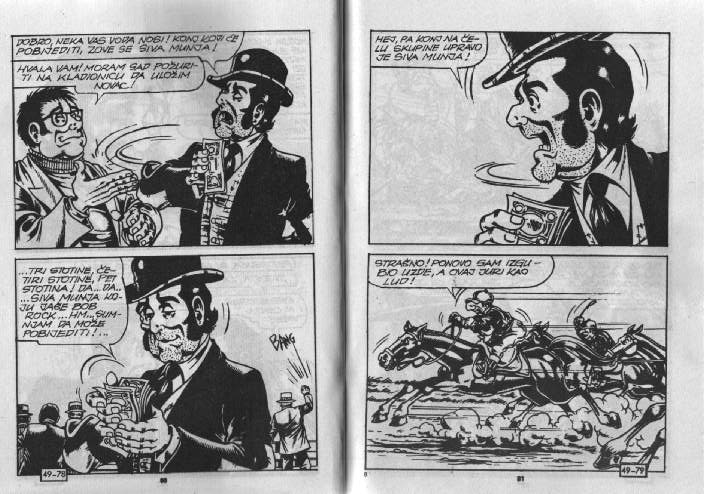 DOBRO, NEKA VAS VODA NOSI! KONJ KOJI ĆE
POBIJEDITI, ZOVE SE SIVA MUNJA!
HVALA VAM! MORAM SAD POŽURI-
TI NA KLADIONICU DA ULOŽIM
NOVAC!
...TRI STOTINE, ČE-
TIRI STOTINE, PET
STOTINA! DA...DA..
...SIVA MUNJA KO-
JU JAŠE BOB
ROCK...HM...SUM-
NJAM DA MOŽE
POBIJEDITI!...
BANG
49-78
80
HEJ, PA KONJ NA ČE-
LU SKUPINE UPRAVO
JE SIVA MUNJA!
STRAŠNO! PONOVO SAM IZGU-
BIO UZDE, A OVAJ JURI KAO
LUD!
81
49-79